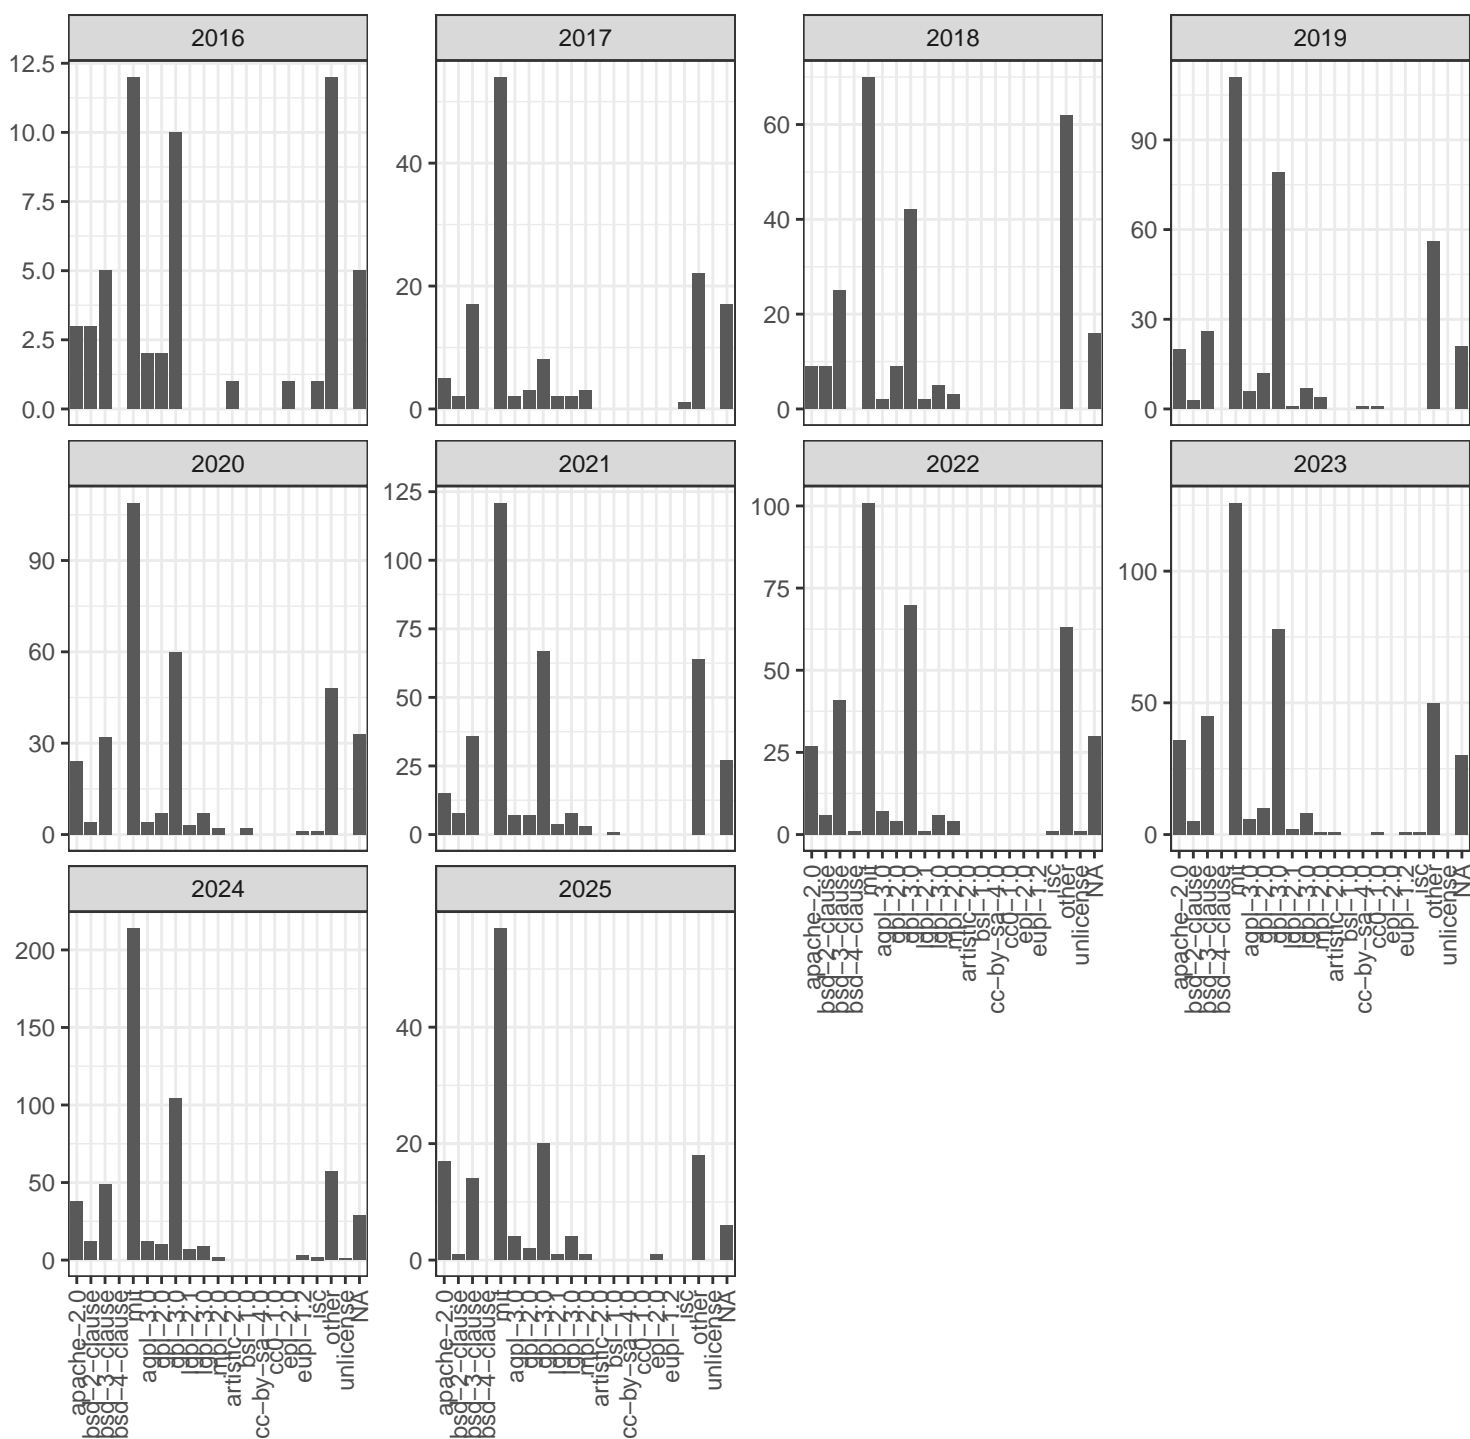 2016
2017
2018
2019
12.5
10.0
7.5
5.0
2.5
0.0
40
20
0
60
40
20
0
90
60
30
0
2020
2021
2022
2023
90
60
30
0
125
100
75
50
25
0
100
75
50
25
0
100
50
0
apache−2.0
bsd−2−clause
bsd−3−clause
bsd−4−clause
mit
agpl−3.0
gpl−2.0
gpl−3.0
lgpl−2.1
lgpl−3.0
mpl−2.0
artistic−2.0
bsl−1.0
cc−by−sa−4.0
cc0−1.0
epl−2.0
eupl−1.2
isc
other
unlicense
NA
apache−2.0
bsd−2−clause
bsd−3−clause
bsd−4−clause
mit
agpl−3.0
gpl−2.0
gpl−3.0
lgpl−2.1
lgpl−3.0
mpl−2.0
artistic−2.0
bsl−1.0
cc−by−sa−4.0
cc0−1.0
epl−2.0
eupl−1.2
isc
other
unlicense
NA
2024
2025
200
150
100
50
0
40
20
0
apache−2.0
bsd−2−clause
bsd−3−clause
bsd−4−clause
mit
agpl−3.0
gpl−2.0
gpl−3.0
lgpl−2.1
lgpl−3.0
mpl−2.0
artistic−2.0
bsl−1.0
cc−by−sa−4.0
cc0−1.0
epl−2.0
eupl−1.2
isc
other
unlicense
NA
apache−2.0
bsd−2−clause
bsd−3−clause
bsd−4−clause
mit
agpl−3.0
gpl−2.0
gpl−3.0
lgpl−2.1
lgpl−3.0
mpl−2.0
artistic−2.0
bsl−1.0
cc−by−sa−4.0
cc0−1.0
epl−2.0
eupl−1.2
isc
other
unlicense
NA